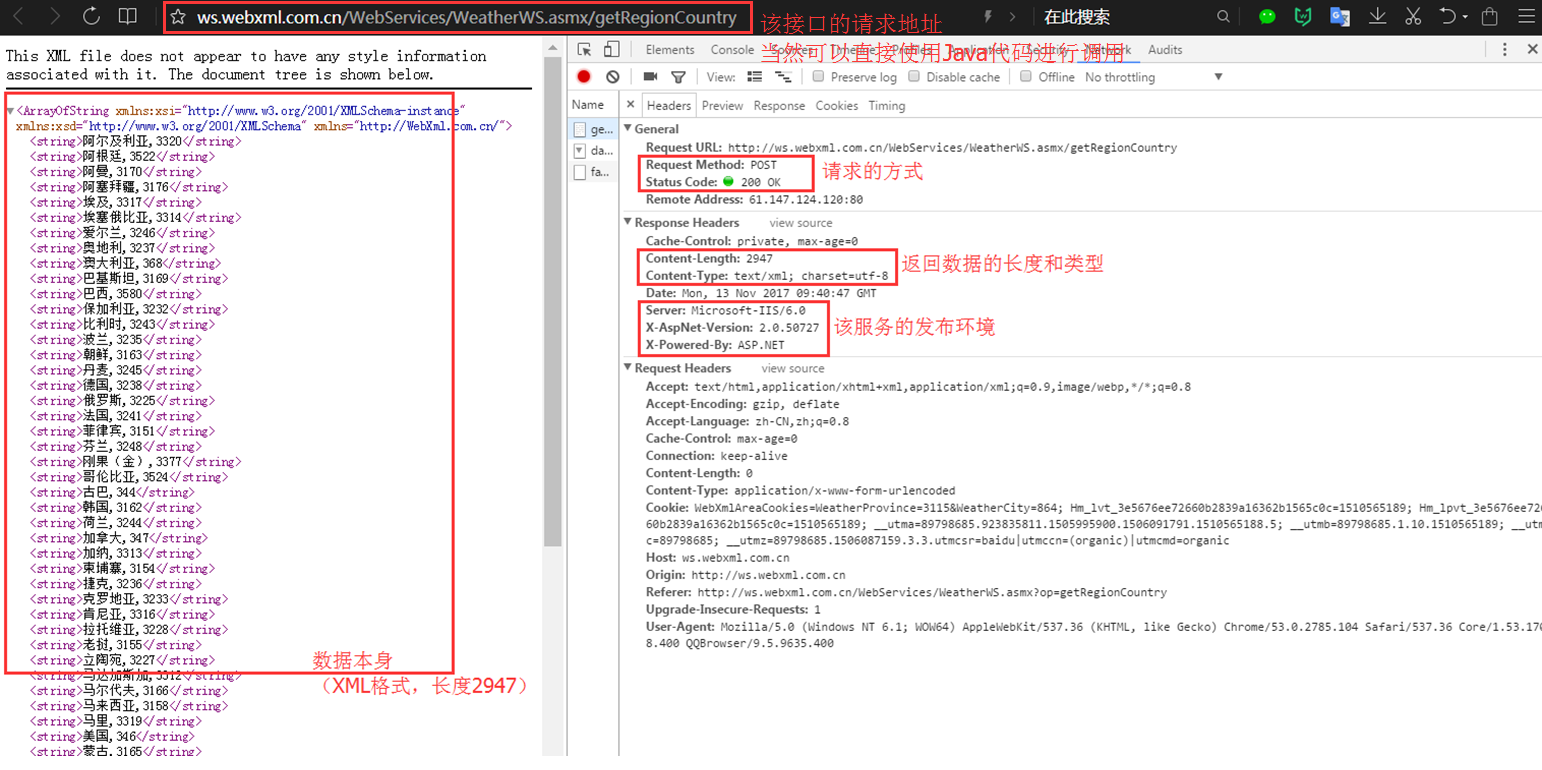 ws.webxml.com.cn/WebServices/WeatherWS.asmx/getRegionCountry
在此搜索
该接口的请求地址
当然可以直接使用Java代码进行调用
This XML file does not appear to have any style information
associated with it. The document tree is shown below.
<ArrayOfString xmlns:xsi="http://www.w3.org/2001/XMLSchema-instance"
xmlns:xsd="http://www.w3.org/2001/XMLSchema" xmlns="http://WebXml.com.cn/">
<string>阿尔及利亚,3320</string>
<string>阿根廷,3522</string>
<string>阿曼,3170</string>
<string>阿塞拜疆,3176</string>
<string>埃及,3317</string>
<string>埃塞俄比亚,3314</string>
<string>爱尔兰,3246</string>
<string>奥地利,3237</string>
<string>澳大利亚,368</string>
<string>巴基斯坦,3169</string>
<string>巴西,3580</string>
<string>保加利亚,3232</string>
<string>比利时,3243</string>
<string>波兰,3235</string>
<string>朝鲜,3163</string>
<string>丹麦,3245</string>
<string>德国,3238</string>
<string>俄罗斯,3225</string>
<string>法国,3241</string>
<string>菲律宾,3151</string>
<string>芬兰,3248</string>
<string>刚果（金）,3377</string>
<string>哥伦比亚,3524</string>
<string>古巴,344</string>
<string>韩国,3162</string>
<string>荷兰,3244</string>
<string>加拿大,347</string>
<string>加纳,3313</string>
<string>柬埔寨,3154</string>
<string>捷克,3236</string>
<string>克罗地亚,3233</string>
<string>肯尼亚,3316</string>
<string>拉托维亚,3228</string>
<string>老挝,3155</string>
<string>立陶宛,3227</string>
<string>马达加斯加,3312</string>
<string>马尔代夫,3166</string>
<string>马来西亚,3158</string>
<string>马里,3319</string>
<string>美国,346</string>
<string>蒙古,3165</string>
数据本身
（XML格式，长度2947）
Elements Console Sources Timeline Profiles Application Security Network Audits
View: Preserve log Disable cache Offline No throttling
Name
ge...
da...
fa...
× Headers Preview Response Cookies Timing
General
Request URL: http://ws.webxml.com.cn/WebServices/WeatherWS.asmx/getRegionCountry
Request Method: POST
Status Code: 200 OK
请求的方式
Remote Address: 61.147.124.120:80
Response Headers view source
Cache-Control: private, max-age=0
Content-Length: 2947
Content-Type: text/xml; charset=utf-8
返回数据的长度和类型
Date: Mon, 13 Nov 2017 09:40:47 GMT
Server: Microsoft-IIS/6.0
X-AspNet-Version: 2.0.50727
X-Powered-By: ASP.NET
该服务的发布环境
Request Headers view source
Accept: text/html,application/xhtml+xml,application/xml;q=0.9,image/webp,*/*;q=0.8
Accept-Encoding: gzip, deflate
Accept-Language: zh-CN,zh;q=0.8
Cache-Control: max-age=0
Connection: keep-alive
Content-Length: 0
Content-Type: application/x-www-form-urlencoded
Cookie: WebXmlAreaCookies=WeatherProvince=3115&WeatherCity=864; Hm_lvt_3e5676ee72660b2839a16362b1565c0c=1510565189; Hm_lpvt_3e5676ee726
60b2839a16362b1565c0c=1510565189; __utma=89798685.923835811.1505995900.1506091791.1510565188.5; __utmb=89798685.1.10.1510565189; __utm
c=89798685; __utmz=89798685.1506087159.3.3.utmcsr=baidu|utmccn=(organic)|utmcmd=organic
Host: ws.webxml.com.cn
Origin: http://ws.webxml.com.cn
Referer: http://ws.webxml.com.cn/WebServices/WeatherWS.asmx?op=getRegionCountry
Upgrade-Insecure-Requests: 1
User-Agent: Mozilla/5.0 (Windows NT 6.1; WOW64) AppleWebKit/537.36 (KHTML, like Gecko) Chrome/53.0.2785.104 Safari/537.36 Core/1.53.170
8.400 QQBrowser/9.5.9635.400